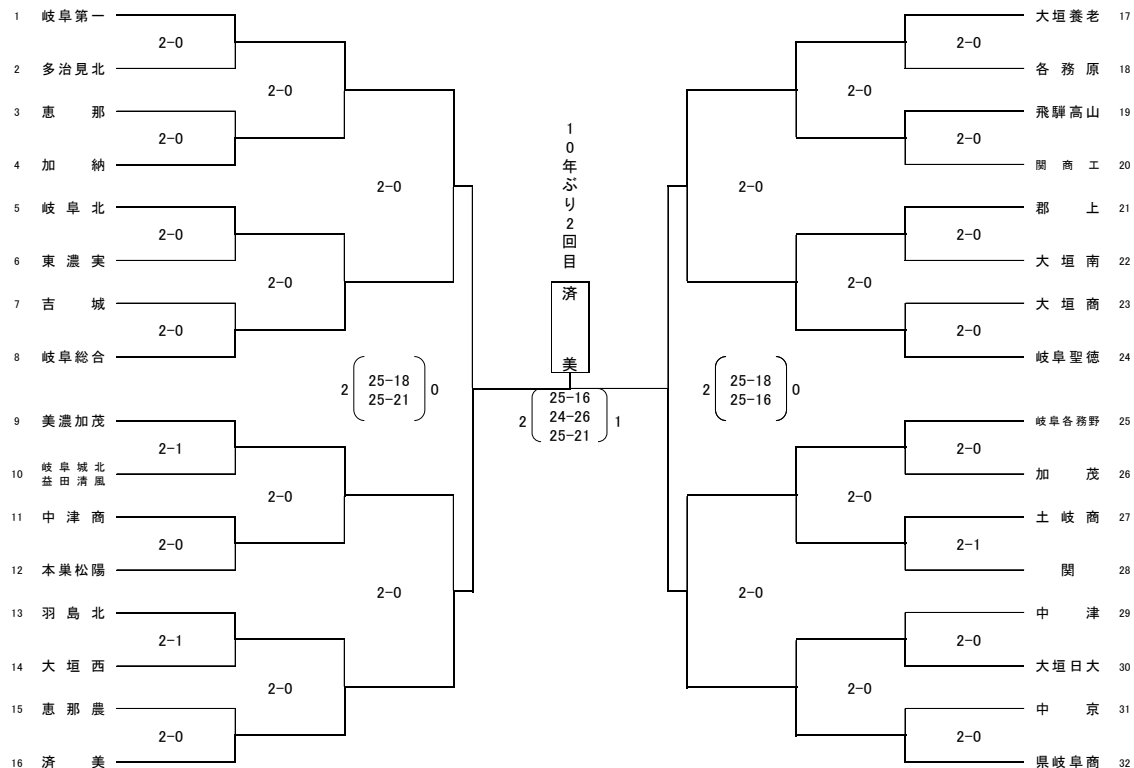 1 岐阜第一
2-0
2 多治見北
2-0
3 恵那
2-0
4 加納
2-0
5 岐阜北
2-0
6 東濃実
2-0
7 吉城
2-0
8 岐阜総合
2 25-18 0
25-21
9 美濃加茂
2-1
10 岐阜城北
益田清風
2-0
11 中津商
2-0
12 本巣松陽
2-0
13 羽島北
2-1
14 大垣西
2-0
15 恵那農
2-0
16 済美
10年ぶり2回目
済美
25-16
2 24-26 1
25-21
大垣養老 17
2-0
各務原 18
2-0
飛騨高山 19
2-0
関商工 20
2-0
郡上 21
2-0
大垣南 22
2-0
大垣商 23
2-0
岐阜聖徳 24
2 25-18 0
25-16
岐阜各務野 25
2-0
加茂 26
2-0
土岐商 27
2-1
関 28
2-0
中津 29
2-0
大垣日大 30
2-0
中京 31
2-0
県岐阜商 32